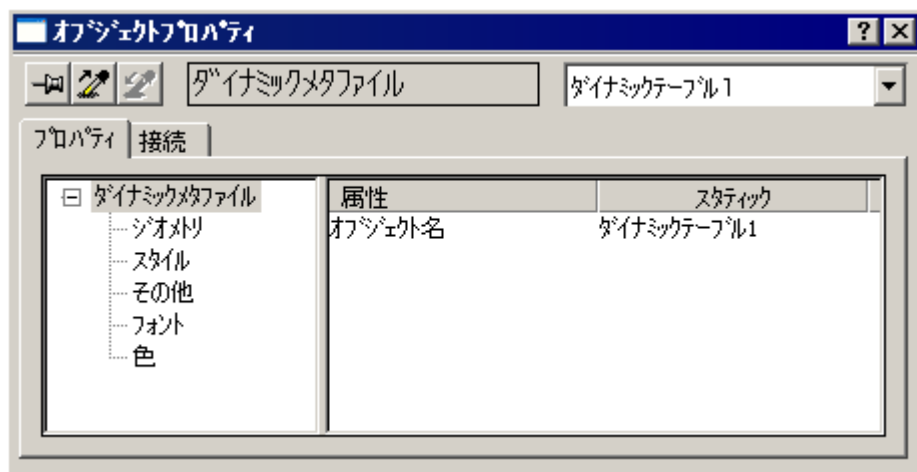 ｵﾌﾞｼﾞｪｸﾄﾌﾟﾛﾊﾟﾃｨ
ﾀﾞｲﾅﾐｯｸﾒﾀﾌｧｲﾙ ﾀﾞｲﾅﾐｯｸﾃｰﾌﾞﾙ1
ﾌﾟﾛﾊﾟﾃｨ 接続
ﾀﾞｲﾅﾐｯｸﾒﾀﾌｧｲﾙ 属性 ｽﾀﾃｨｯｸ
ｼﾞｵﾒﾄﾘ ｵﾌﾞｼﾞｪｸﾄ名 ﾀﾞｲﾅﾐｯｸﾃｰﾌﾞﾙ1
ｽﾀｲﾙ
その他
ﾌｫﾝﾄ
色